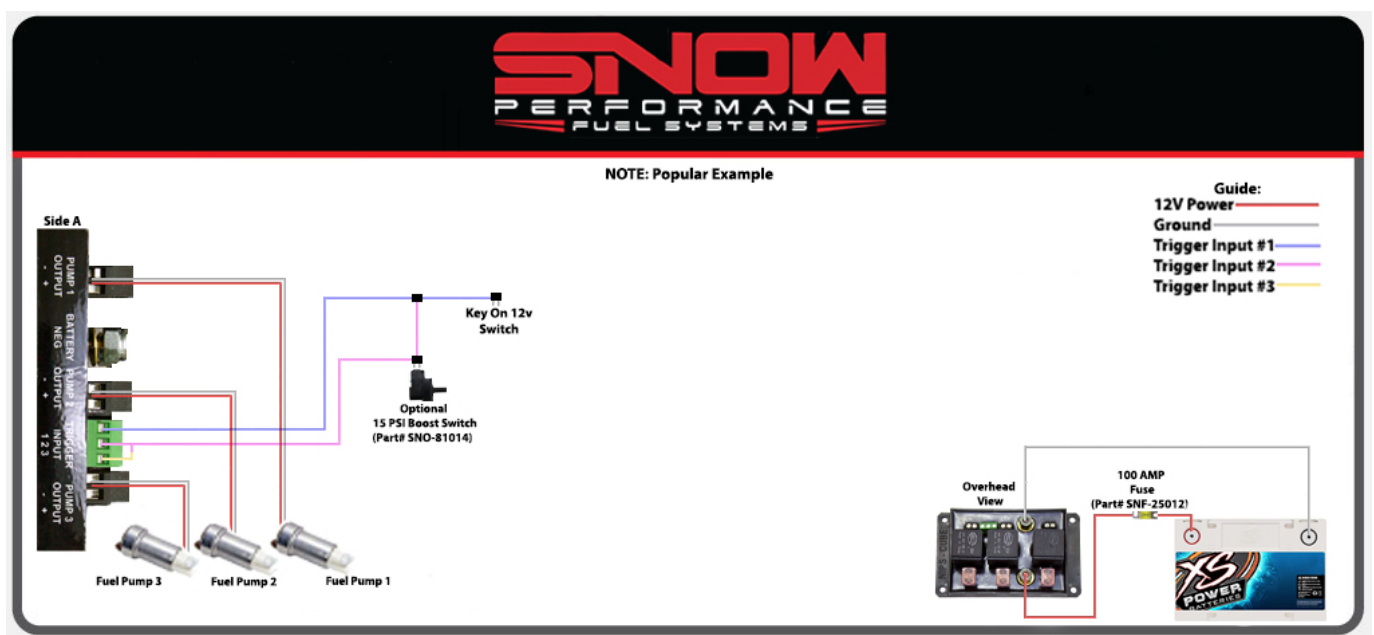 SNOW
PERFORMANCE
FUEL SYSTEMS
NOTE: Popular Example
Guide:
12V Power
Ground
Trigger Input #1
Trigger Input #2
Trigger Input #3
Side A
PUMP 1
OUTPUT
- +
BATTERY
NEG
PUMP 2
OUTPUT
- +
TRIGGER
INPUT
1 2 3
PUMP 3
OUTPUT
- +
Key On 12v
Switch
Optional
15 PSI Boost Switch
(Part# SNO-81014)
Fuel Pump 3
Fuel Pump 2
Fuel Pump 1
Overhead
View
100 AMP
Fuse
(Part# SNF-25012)
XS
POWER
BATTERIES